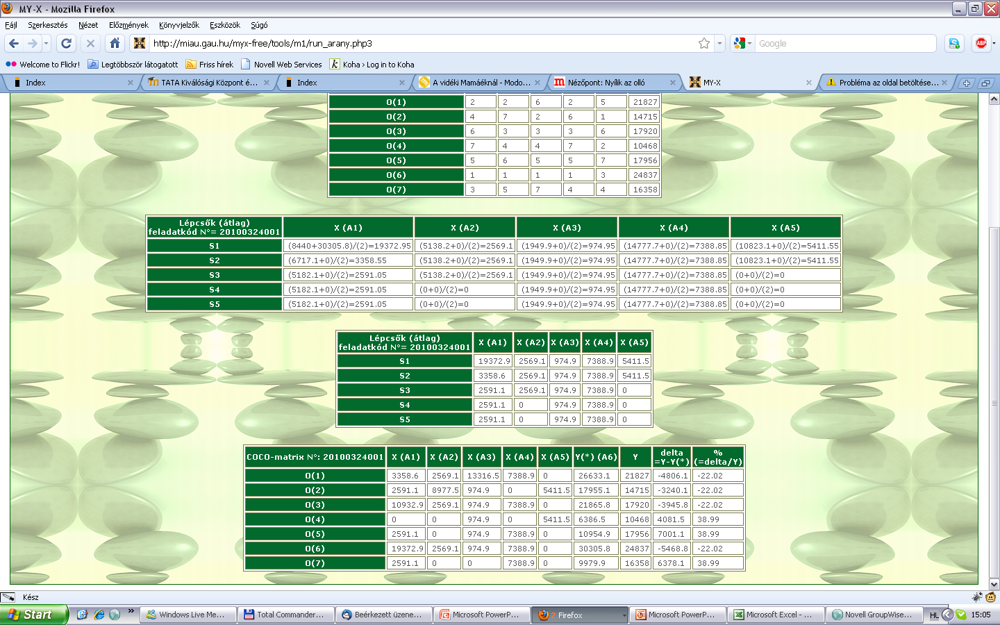 MY-X - Mozilla Firefox
Fájl Szerkesztés Nézet Előzmények Könyvjelzők Eszközök Súgó
http://miau.gau.hu/myx-free/tools/m1/run_arany.php3 Google ABP
Welcome to Flickr! Legtöbbször látogatott Friss hírek Novell Web Services Koha › Log in to Koha
Index TATA Kiválósági Központ é... Index A vidéki Mamáéknál - Modo... Nézőpont: Nyílik az olló MY-X Probléma az oldal betöltése...
O(1) 2 2 6 2 5 21827
O(2) 4 7 2 6 1 14715
O(3) 6 3 3 3 6 17920
O(4) 7 4 4 7 2 10468
O(5) 5 6 5 5 7 17956
O(6) 1 1 1 1 3 24837
O(7) 3 5 7 4 4 16358
Lépcsők (átlag)
feladatkód N°= 20100324001 X (A1) X (A2) X (A3) X (A4) X (A5)
S1 (8440+30305.8)/(2)=19372.95 (5138.2+0)/(2)=2569.1 (1949.9+0)/(2)=974.95 (14777.7+0)/(2)=7388.85 (10823.1+0)/(2)=5411.55
S2 (6717.1+0)/(2)=3358.55 (5138.2+0)/(2)=2569.1 (1949.9+0)/(2)=974.95 (14777.7+0)/(2)=7388.85 (10823.1+0)/(2)=5411.55
S3 (5182.1+0)/(2)=2591.05 (5138.2+0)/(2)=2569.1 (1949.9+0)/(2)=974.95 (14777.7+0)/(2)=7388.85 (0+0)/(2)=0
S4 (5182.1+0)/(2)=2591.05 (0+0)/(2)=0 (1949.9+0)/(2)=974.95 (14777.7+0)/(2)=7388.85 (0+0)/(2)=0
S5 (5182.1+0)/(2)=2591.05 (0+0)/(2)=0 (1949.9+0)/(2)=974.95 (14777.7+0)/(2)=7388.85 (0+0)/(2)=0
Lépcsők (átlag)
feladatkód N°= 20100324001 X (A1) X (A2) X (A3) X (A4) X (A5)
S1 19372.9 2569.1 974.9 7388.9 5411.5
S2 3358.6 2569.1 974.9 7388.9 5411.5
S3 2591.1 2569.1 974.9 7388.9 0
S4 2591.1 0 974.9 7388.9 0
S5 2591.1 0 974.9 7388.9 0
COCO-matrix N°: 20100324001 X (A1) X (A2) X (A3) X (A4) X (A5) Y(*) (A6) Y delta =Y-Y(*) % (=delta/Y)
O(1) 3358.6 2569.1 13316.5 7388.9 0 26633.1 21827 -4806.1 -22.02
O(2) 2591.1 8977.5 974.9 0 5411.5 17955.1 14715 -3240.1 -22.02
O(3) 10932.9 2569.1 974.9 7388.9 0 21865.8 17920 -3945.8 -22.02
O(4) 0 0 974.9 0 5411.5 6386.5 10468 4081.5 38.99
O(5) 2591.1 0 974.9 7388.9 0 10954.9 17956 7001.1 38.99
O(6) 19372.9 2569.1 974.9 7388.9 0 30305.8 24837 -5468.8 -22.02
O(7) 2591.1 0 0 7388.9 0 9979.9 16358 6378.1 38.99
Kész
Start Windows Live Me... Total Commander... Beérkezett üzene... Microsoft PowerP... 2 Firefox Microsoft PowerP... Microsoft Excel - ... Novell GroupWise... HU 15:05